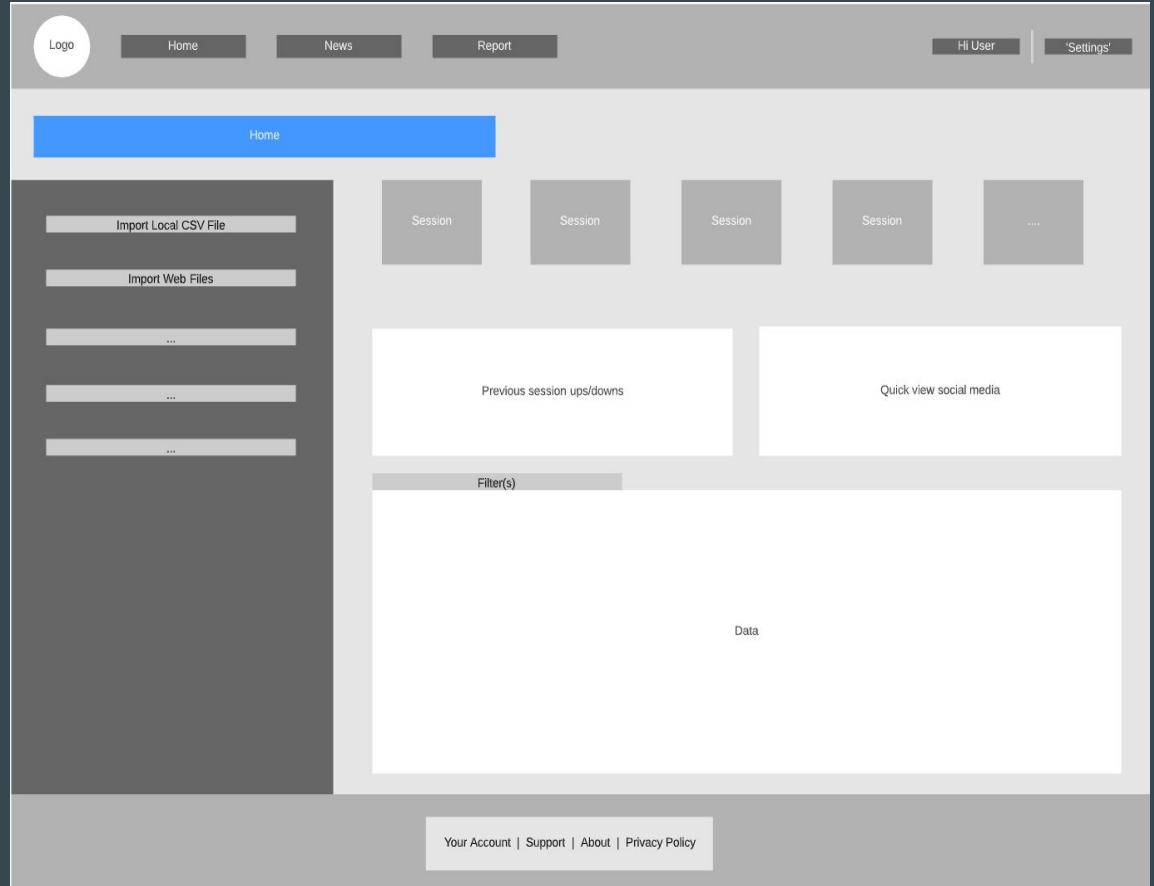 Logo
Home
News
Report
Hi User
'Settings'
Home
Import Local CSV File
Import Web Files
...
...
...
Session
Session
Session
Session
....
Previous session ups/downs
Quick view social media
Filter(s)
Data
Your Account | Support | About | Privacy Policy